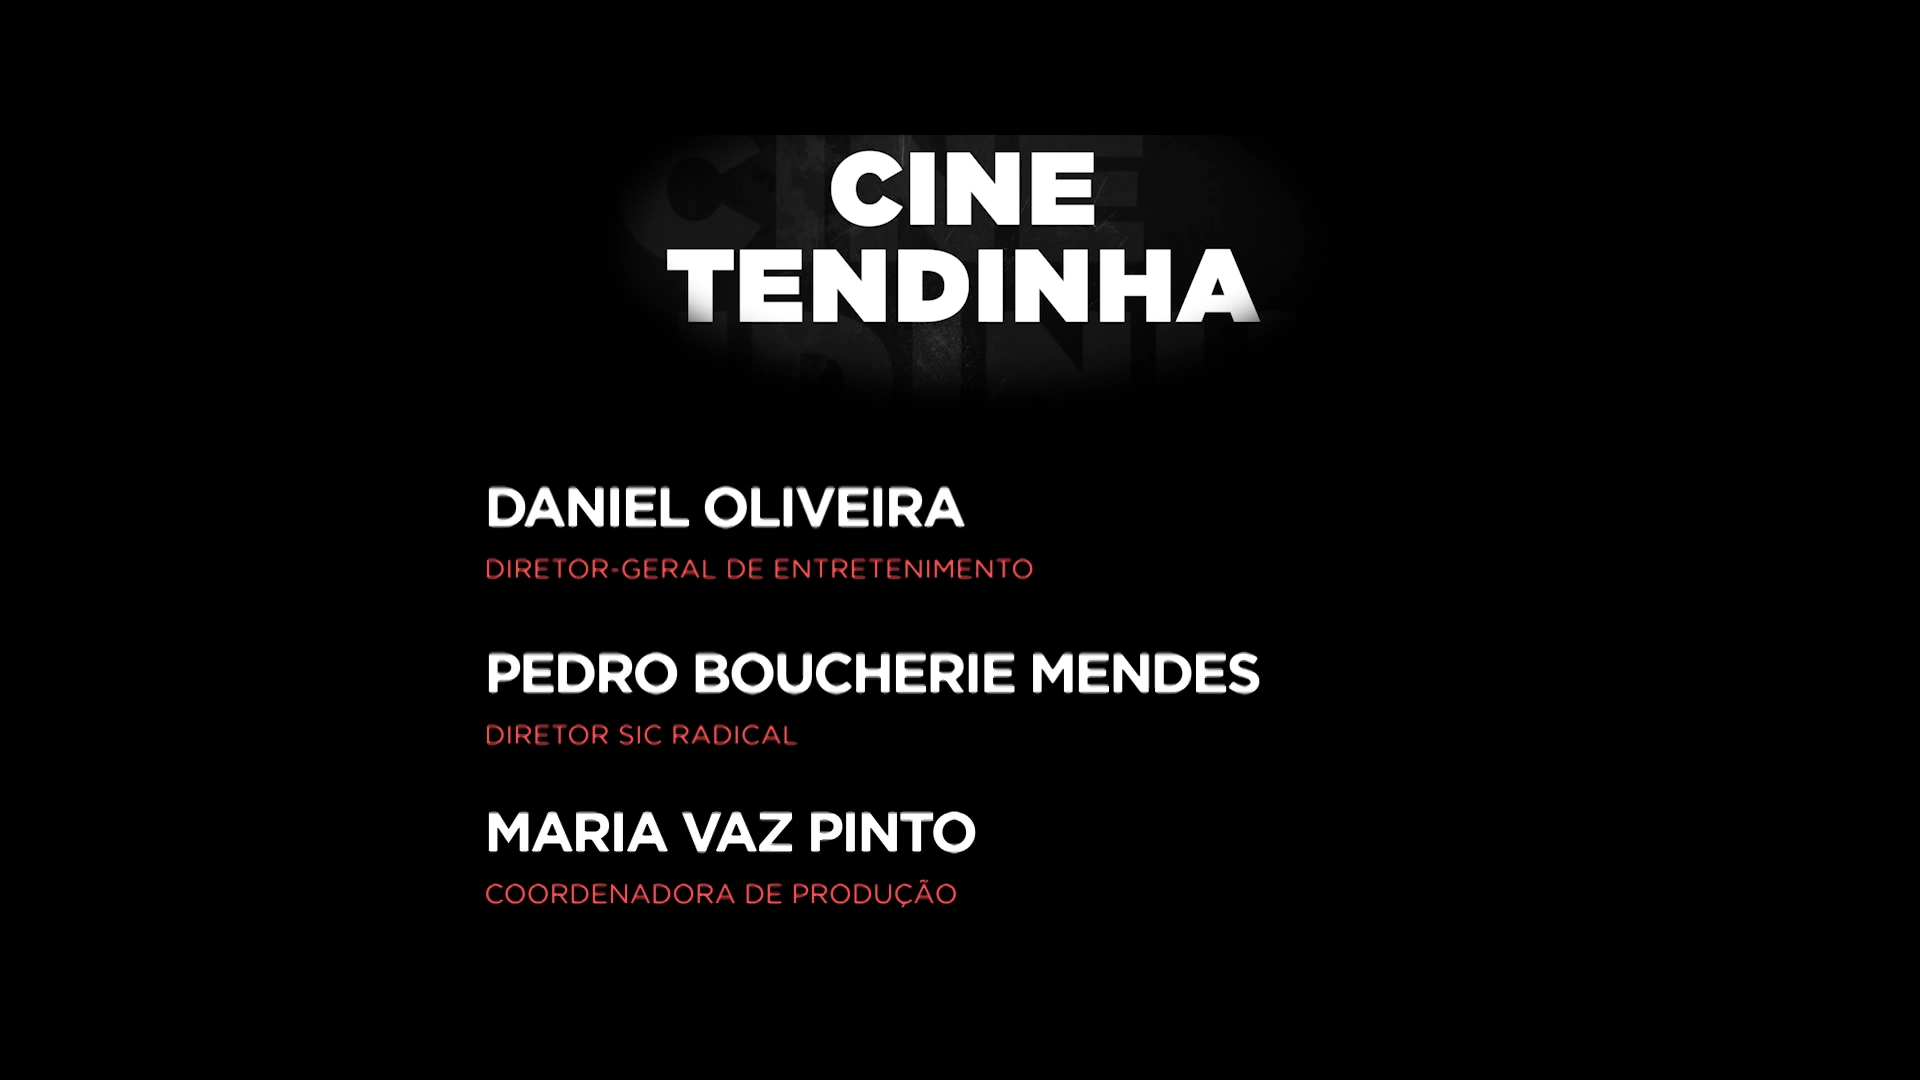 CINE
TENDINHA
DANIEL OLIVEIRA
DIRETOR-GERAL DE ENTRETENIMENTO
PEDRO BOUCHERIE MENDES
DIRETOR SIC RADICAL
MARIA VAZ PINTO
COORDENADORA DE PRODUÇÃO